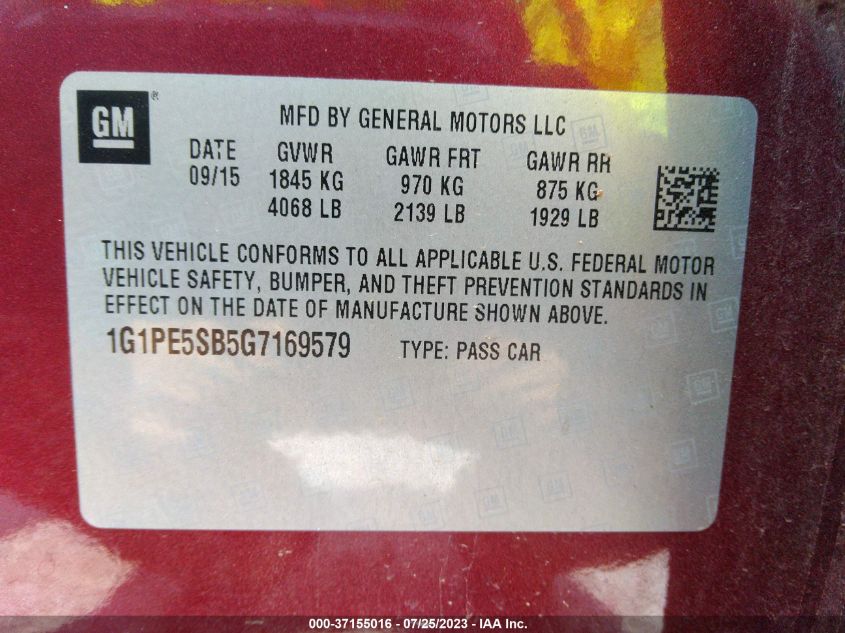 GM®
MFD BY GENERAL MOTORS LLC
DATE GVWR GAWR FRT GAWR RR
09/15 1845 KG 970 KG 875 KG
4068 LB 2139 LB 1929 LB
THIS VEHICLE CONFORMS TO ALL APPLICABLE U.S. FEDERAL MOTOR
VEHICLE SAFETY, BUMPER, AND THEFT PREVENTION STANDARDS IN
EFFECT ON THE DATE OF MANUFACTURE SHOWN ABOVE.
1G1PE5SB5G7169579 TYPE: PASS CAR
000-37155016 - 07/25/2023 - IAA Inc.